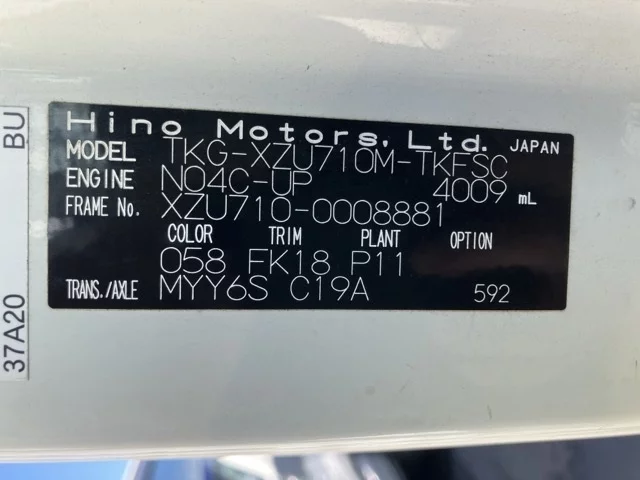 Hino Motors, Ltd. JAPAN
MODEL TKG-XZU710M-TKFSC
ENGINE N04C-UP 4009 mL
FRAME No. XZU710-0008881
COLOR TRIM PLANT OPTION
058 FK18 P11
TRANS./AXLE MYY6S C19A 592
37A20 BU